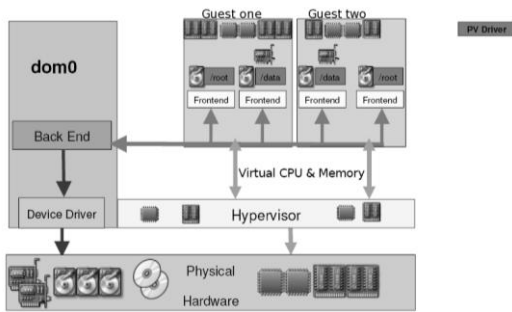 Guest one
Guest two
PV Driver
dom0
/root
/data
/data
/root
Frontend
Frontend
Frontend
Frontend
Back End
Virtual CPU & Memory
Device Driver
Hypervisor
Physical
Hardware